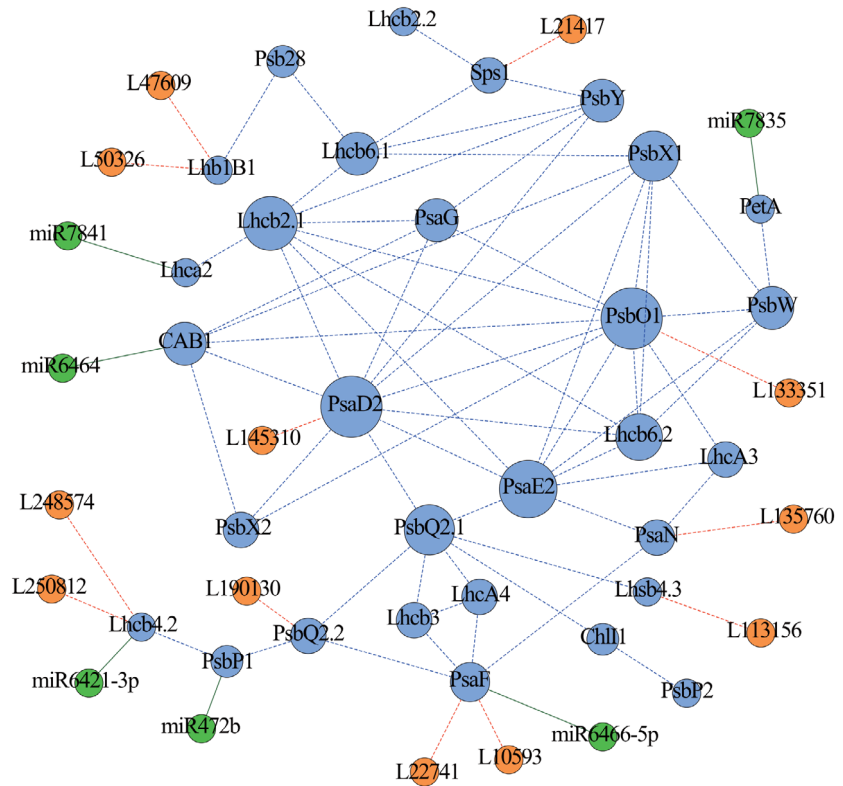 Lhcb2.2
L21417
Psb28
Sps1
L47609
PsbY
miR7835
Lhcb6.1
PsbX1
L50326
Lhb1B1
PetA
Lhcb2.1
PsaG
miR7841
Lhca2
PsbW
PsbO1
CAB1
miR6464
L133351
PsaD2
L145310
Lhcb6.2
LhcA3
PsaE2
L248574
L135760
PsbX2
PsbQ2.1
PsaN
L250812
L190130
LhcA4
Lhsb4.3
Lhcb4.2
PsbQ2.2
Lhcb3
L113156
ChlI1
PsbP1
miR6421-3p
PsaF
PsbP2
miR472b
miR6466-5p
L10593
L22741